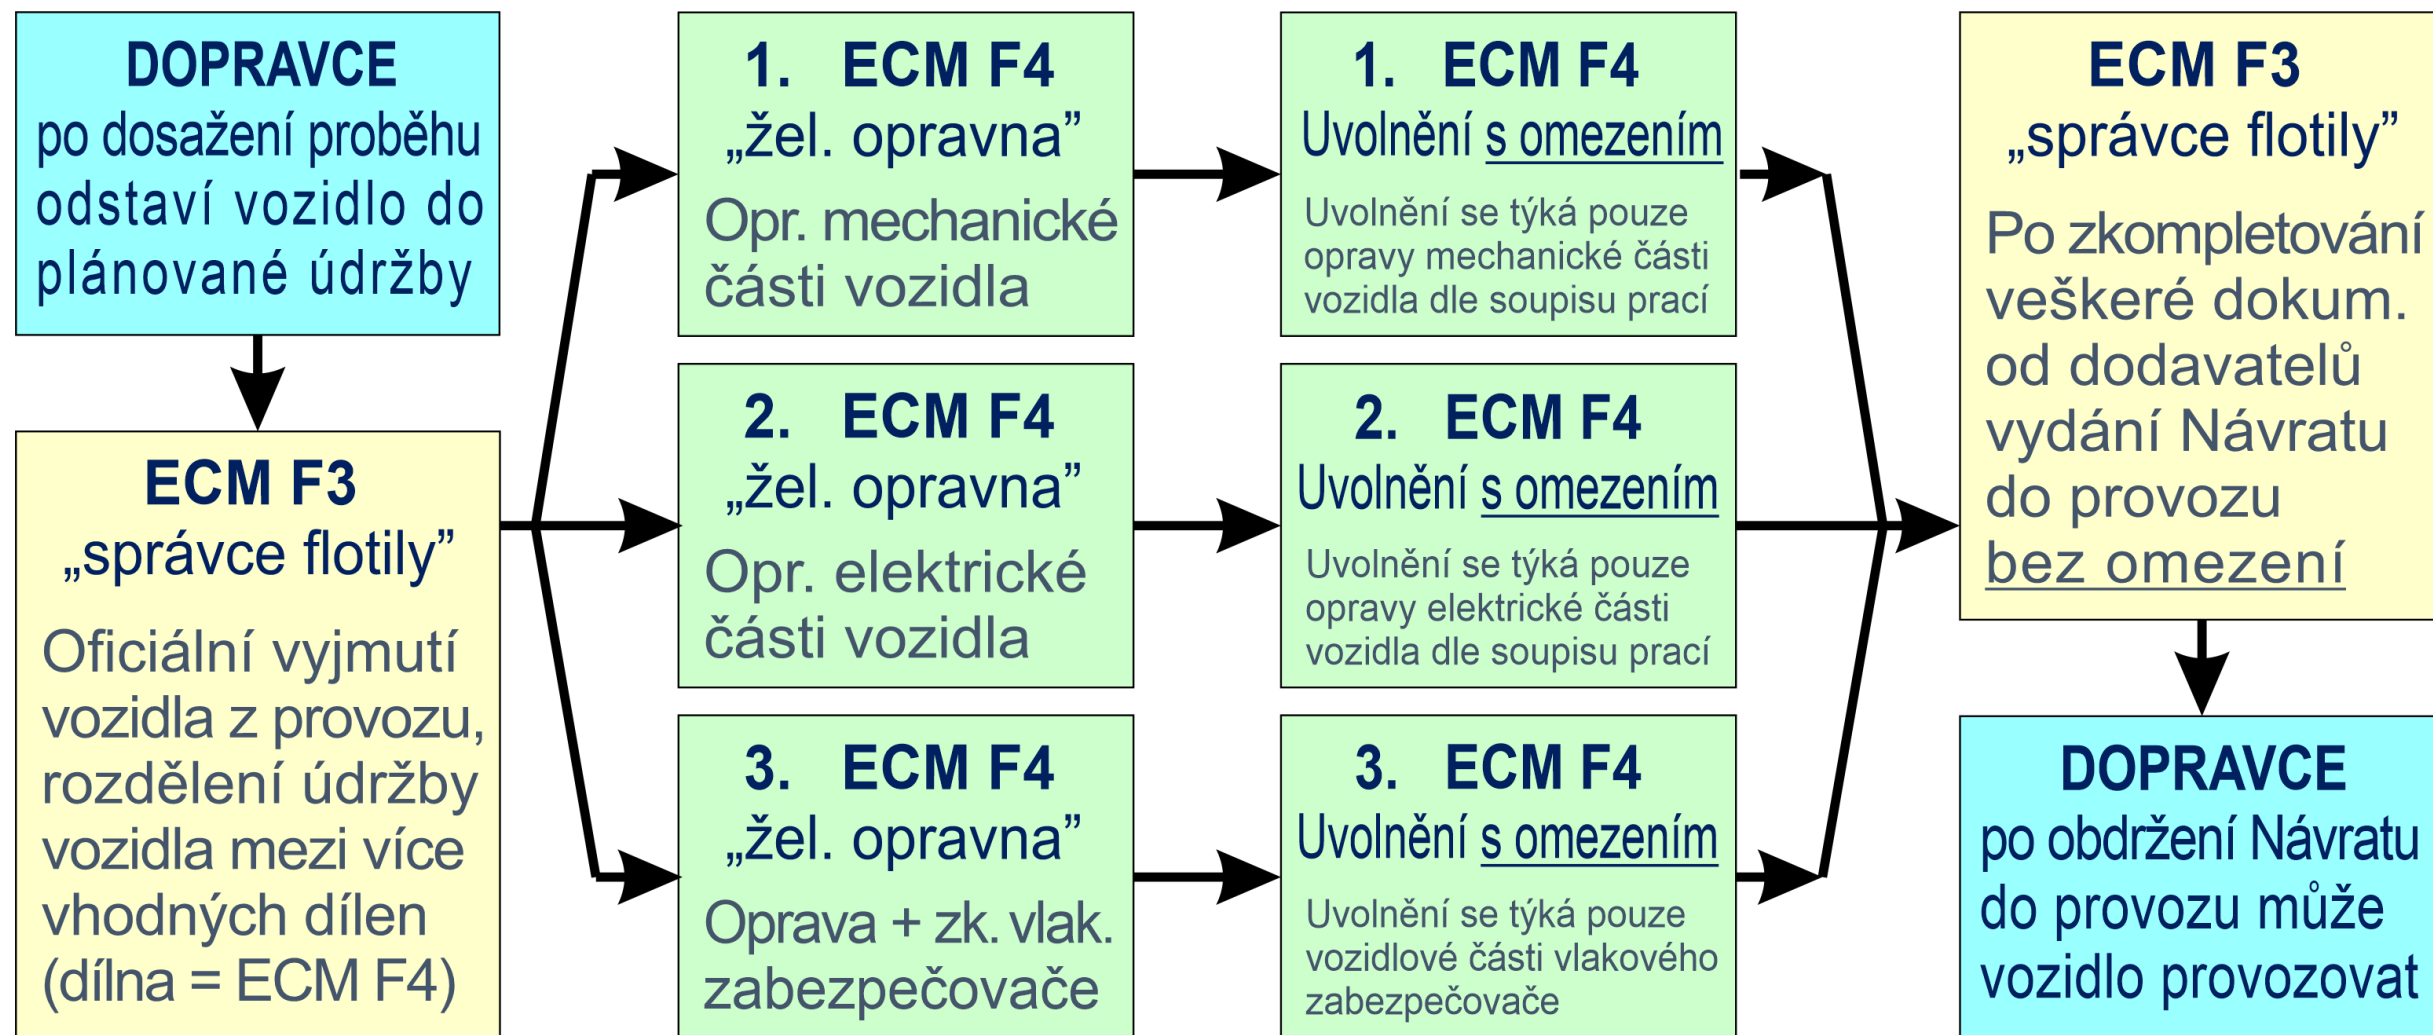 DOPRAVCE
po dosažení proběhu
odstaví vozidlo do
plánované údržby
ECM F3
„správce flotily”
Oficiální vyjmutí
vozidla z provozu,
rozdělení údržby
vozidla mezi více
vhodných dílen
(dílna = ECM F4)
1. ECM F4
„žel. opravna”
Opr. mechanické
části vozidla
2. ECM F4
„žel. opravna”
Opr. elektrické
části vozidla
3. ECM F4
„žel. opravna”
Oprava + zk. vlak.
zabezpečovače
1. ECM F4
Uvolnění s omezením
Uvolnění se týká pouze
opravy mechanické části
vozidla dle soupisu prací
2. ECM F4
Uvolnění s omezením
Uvolnění se týká pouze
opravy elektrické části
vozidla dle soupisu prací
3. ECM F4
Uvolnění s omezením
Uvolnění se týká pouze
vozidlové části vlakového
zabezpečovače
ECM F3
„správce flotily”
Po zkompletování
veškeré dokum.
od dodavatelů
vydání Návratu
do provozu
bez omezení
DOPRAVCE
po obdržení Návratu
do provozu může
vozidlo provozovat